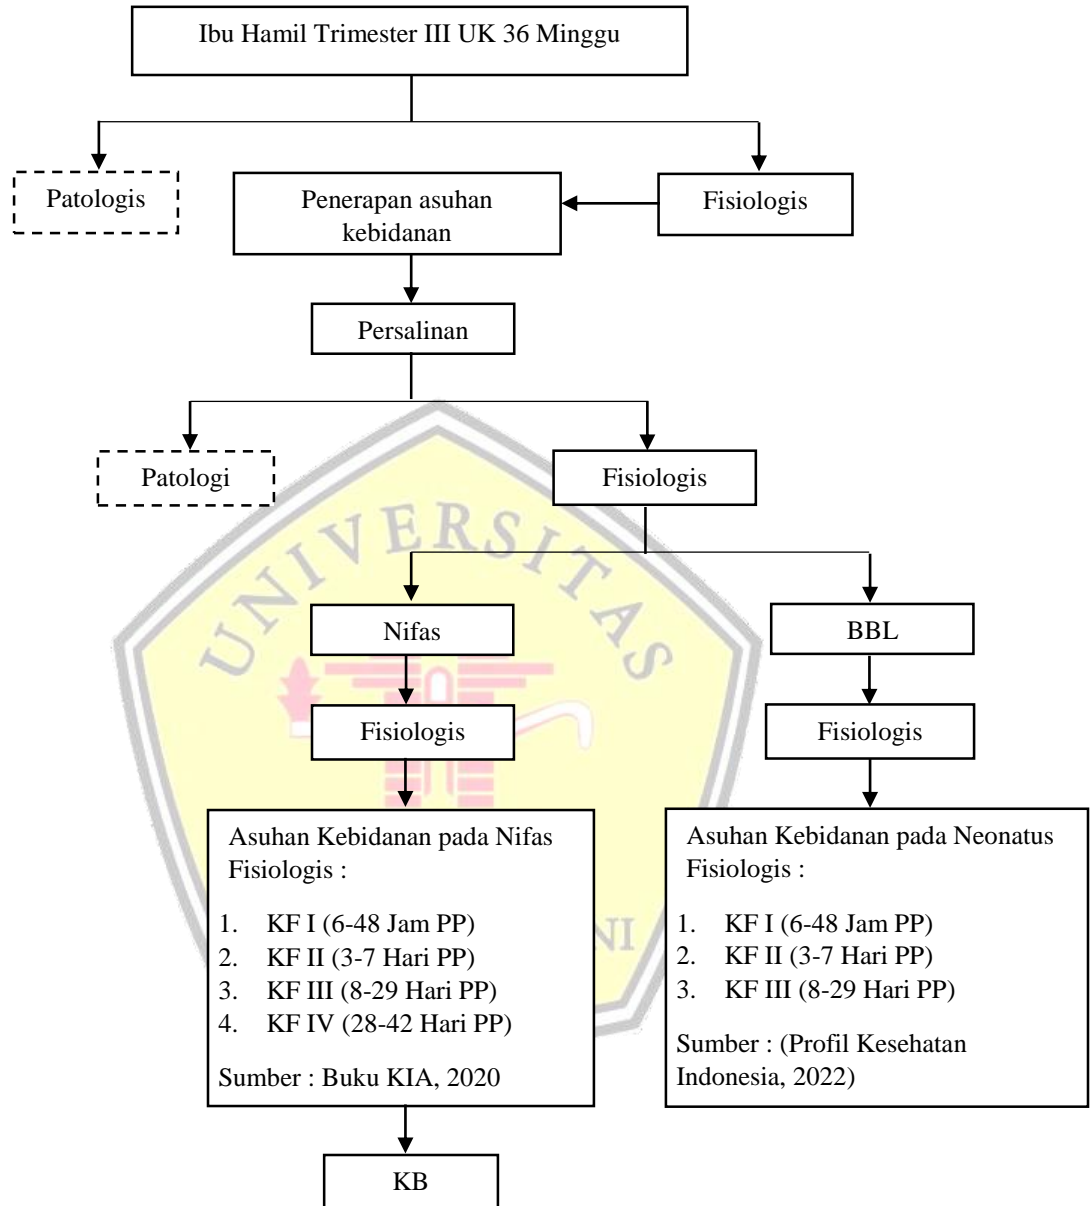 Ibu Hamil Trimester III UK 36 Minggu
Patologis
Penerapan asuhan
kebidanan
Fisiologis
Persalinan
Patologi
Fisiologis
UNIVERSITAS
Nifas
BBL
Fisiologis
Fisiologis
Asuhan Kebidanan pada Nifas
Fisiologis :
1. KF I (6-48 Jam PP)
2. KF II (3-7 Hari PP)
3. KF III (8-29 Hari PP)
4. KF IV (28-42 Hari PP)
Sumber : Buku KIA, 2020
NI
Asuhan Kebidanan pada Neonatus
Fisiologis :
1. KF I (6-48 Jam PP)
2. KF II (3-7 Hari PP)
3. KF III (8-29 Hari PP)
Sumber : (Profil Kesehatan
Indonesia, 2022)
KB